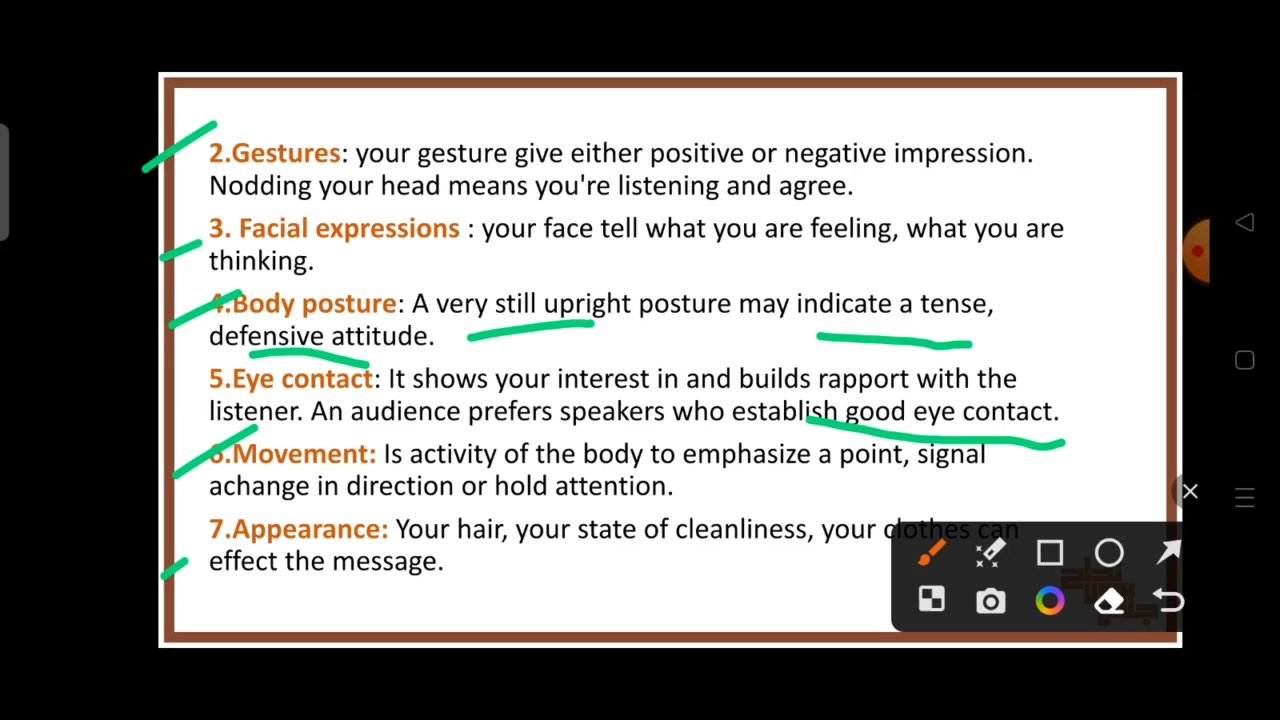 2.Gestures: your gesture give either positive or negative impression.
Nodding your head means you're listening and agree.
3. Facial expressions : your face tell what you are feeling, what you are
thinking.
4.Body posture: A very still upright posture may indicate a tense,
defensive attitude.
5.Eye contact: It shows your interest in and builds rapport with the
listener. An audience prefers speakers who establish good eye contact.
6.Movement: Is activity of the body to emphasize a point, signal
achange in direction or hold attention.
7.Appearance: Your hair, your state of cleanliness, your clothes can
effect the message.